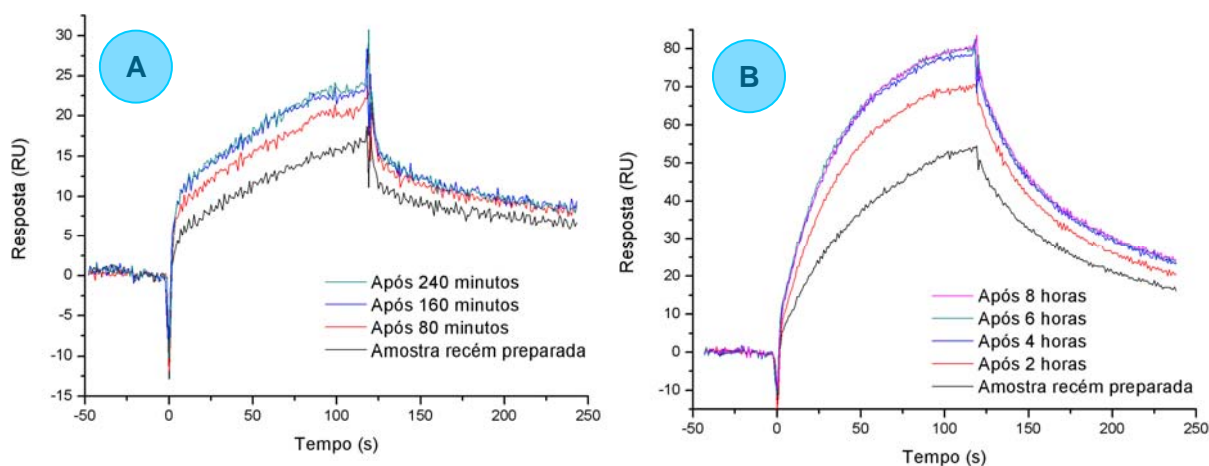 A
Resposta (RU)
30
25
20
15
10
5
0
-5
-10
-15
-50
0
50
100
150
200
250
Tempo (s)
Após 240 minutos
Após 160 minutos
Após 80 minutos
Amostra recém preparada
B
Resposta (RU)
80
70
60
50
40
30
20
10
0
-10
-50
0
50
100
150
200
250
Tempo (s)
Após 8 horas
Após 6 horas
Após 4 horas
Após 2 horas
Amostra recém preparada